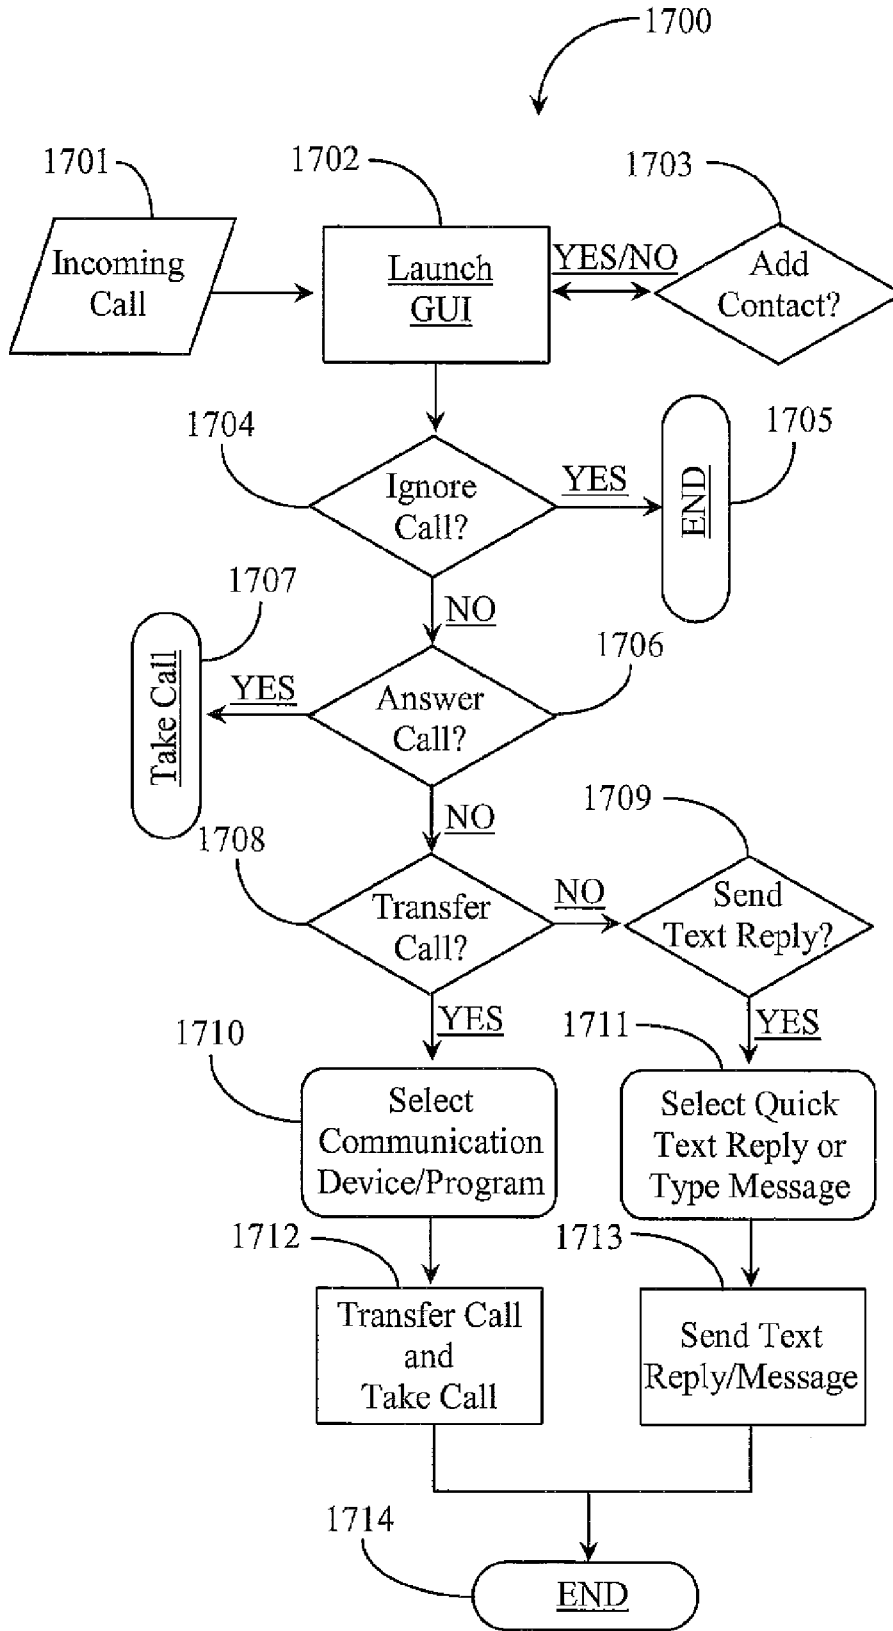 1700
1701
1702
1703
Incoming
Call
Launch
GUI
YES/NO
Add
Contact?
1704
1705
Ignore
Call?
YES
END
NO
1707
1706
Take Call
YES
Answer
Call?
NO
1708
1709
Transfer
Call?
NO
Send
Text Reply?
YES
YES
1710
1711
Select
Communication
Device/Program
Select Quick
Text Reply or
Type Message
1712
1713
Transfer Call
and
Take Call
Send Text
Reply/Message
1714
END